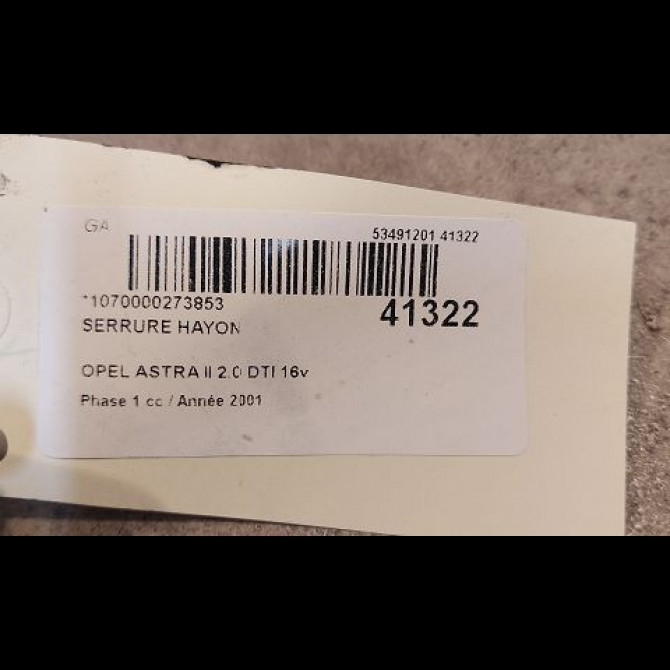 GA
53491201 41322
*1070000273853
41322
SERRURE HAYON
OPEL ASTRA II 2.0 DTI 16v
Phase 1 cc / Année 2001